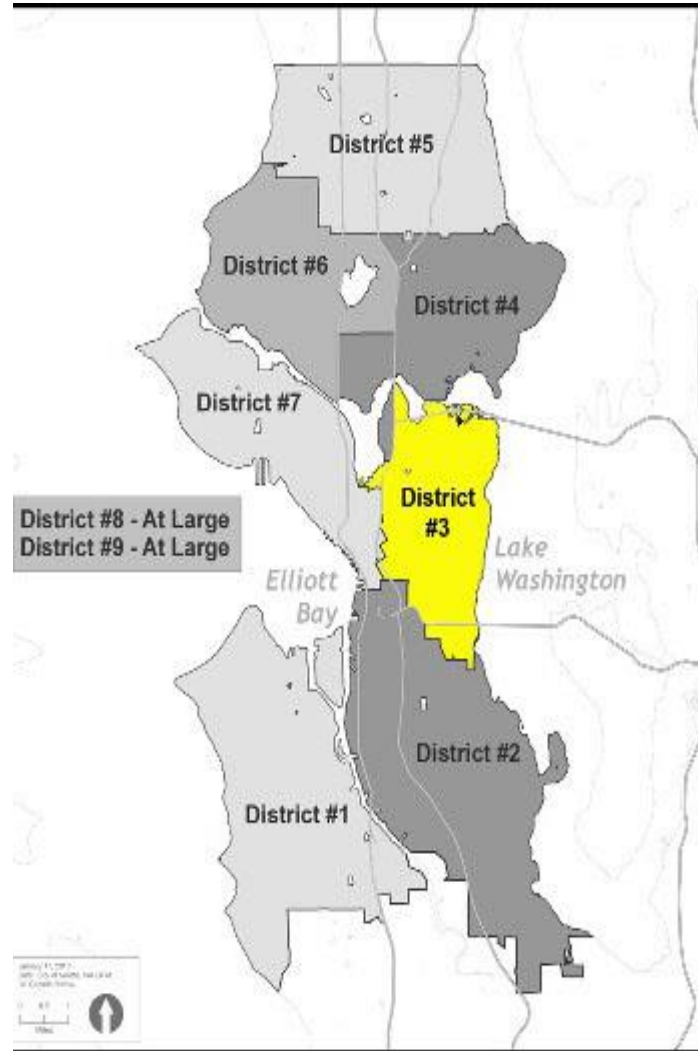 District #5
District #6
District #4
District #7
District
#3
District #8 - At Large
District #9 - At Large
Lake
Washington
Elliott
Bay
District #2
District #1